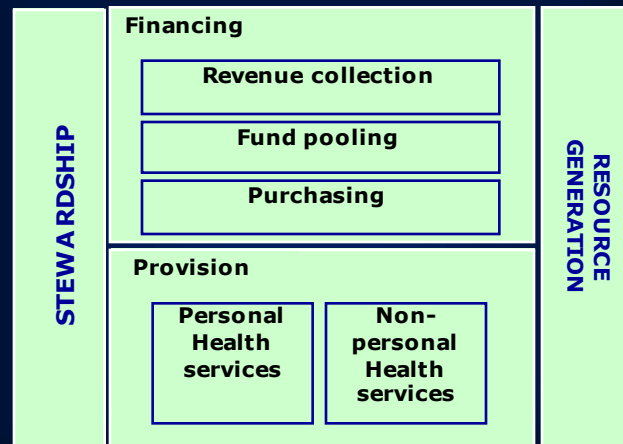 STEWARDSHIP
Financing
Revenue collection
Fund pooling
Purchasing
Provision
Personal
Health
services
Non-
personal
Health
services
RESOURCE
GENERATION